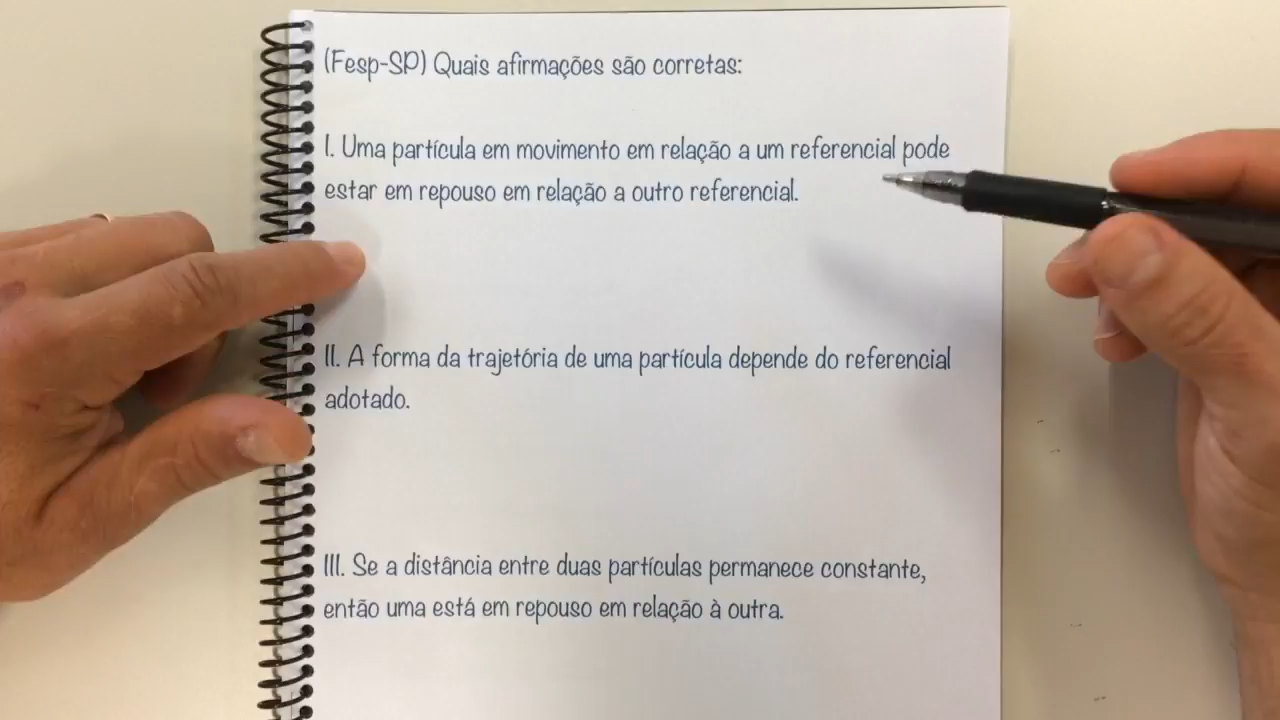 (Fesp-SP) Quais afirmações são corretas:
I. Uma partícula em movimento em relação a um referencial pode
estar em repouso em relação a outro referencial.
II. A forma da trajetória de uma partícula depende do referencial
adotado.
III. Se a distância entre duas partículas permanece constante,
então uma está em repouso em relação à outra.